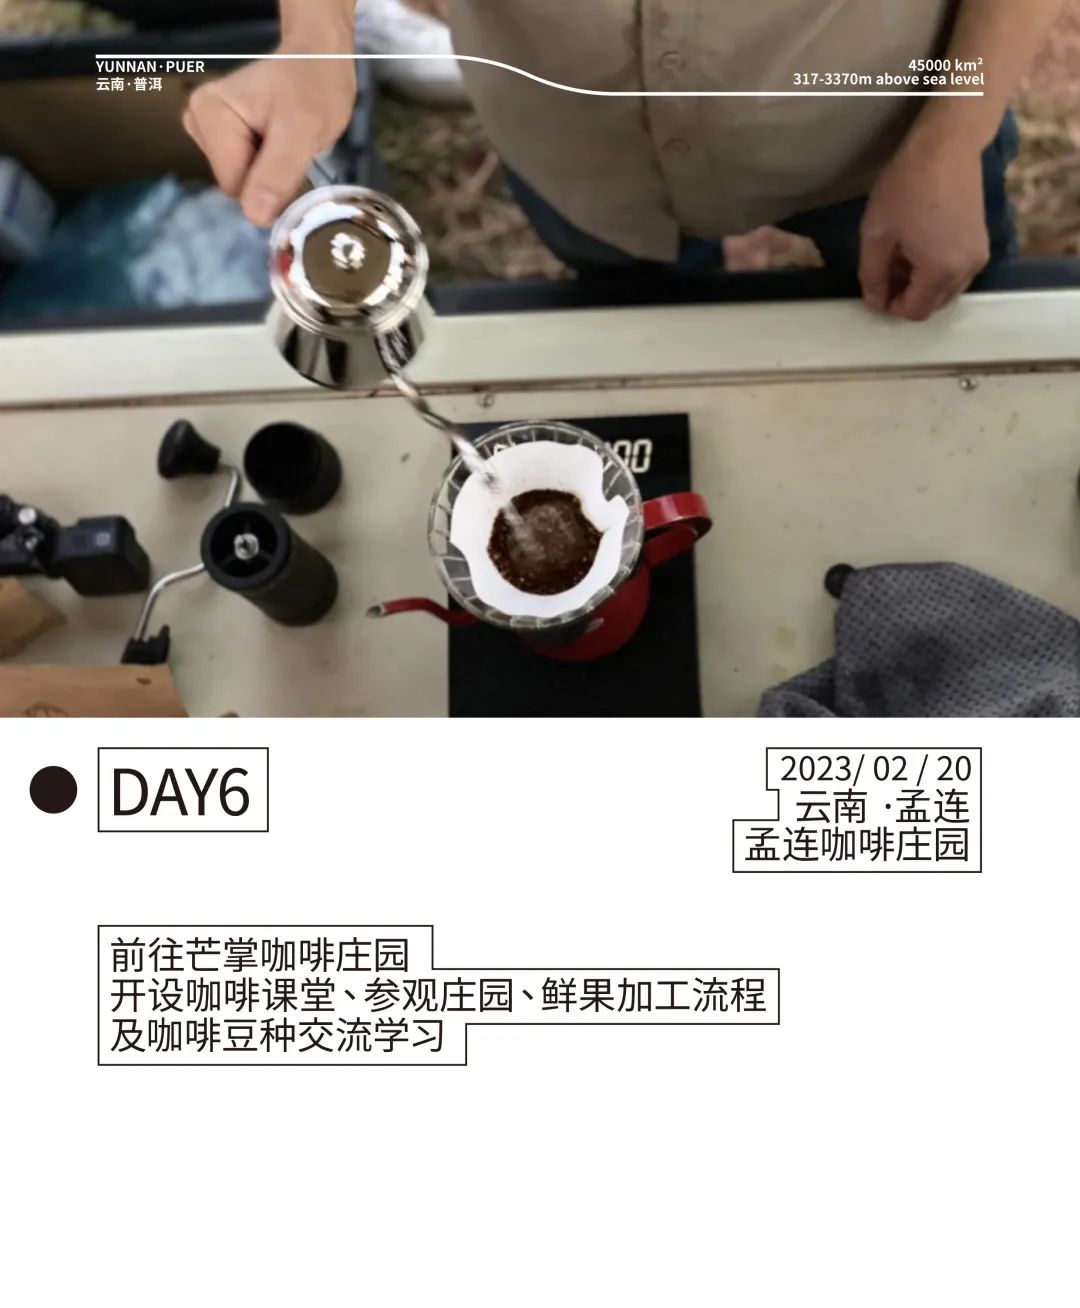 YUNNAN·PUER
云南·普洱
45000 km²
317-3370m above sea level
DAY6
2023/ 02 / 20
云南 ·孟连
孟连咖啡庄园
前往芒掌咖啡庄园
开设咖啡课堂、参观庄园、鲜果加工流程
及咖啡豆种交流学习